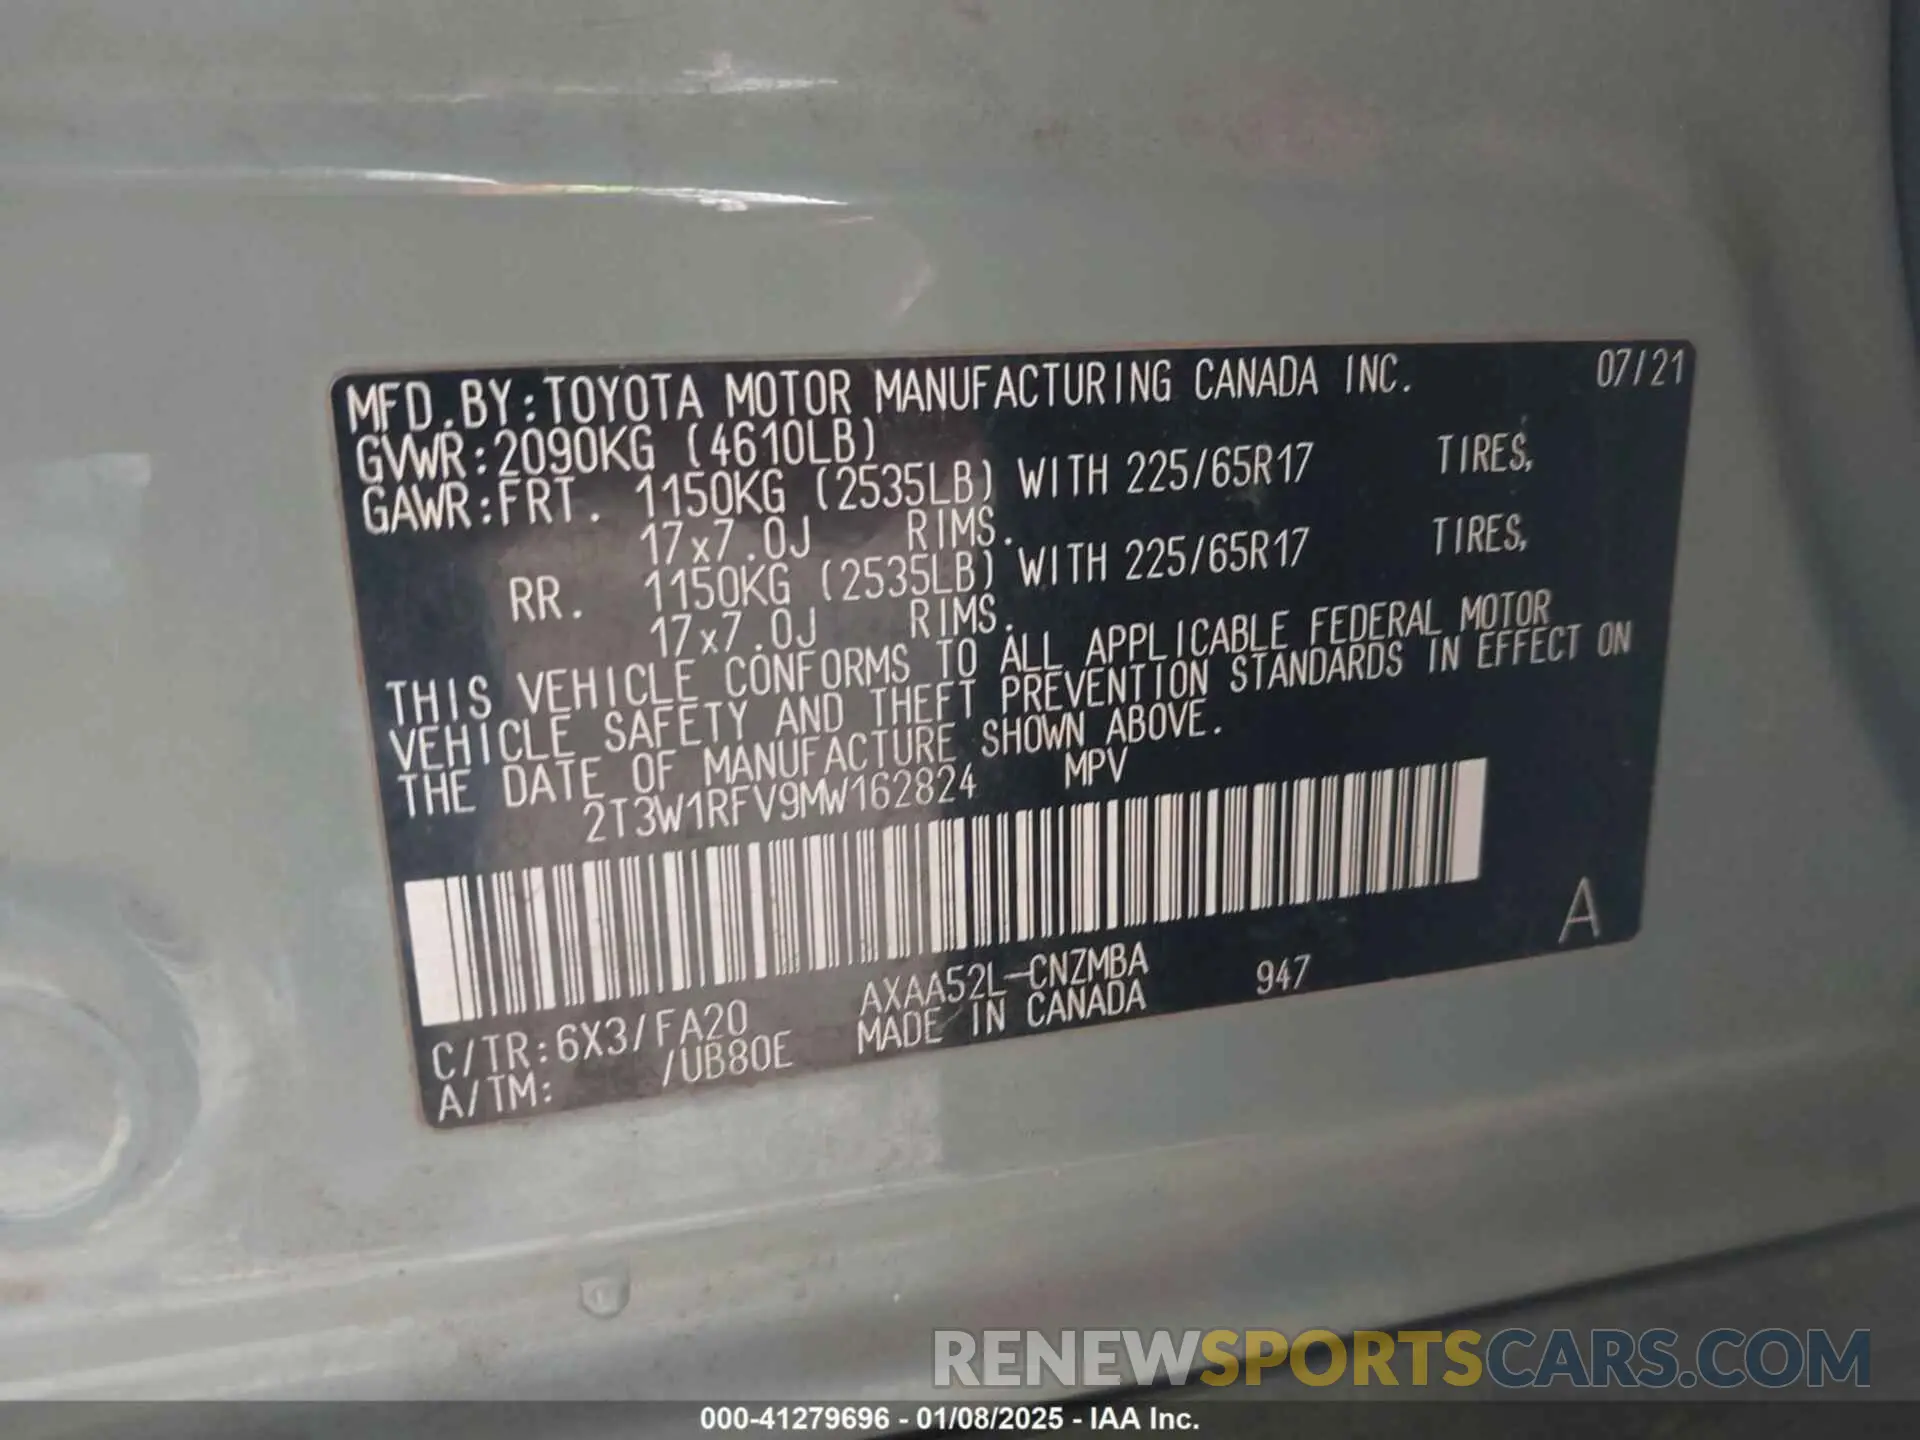 MFD.BY:TOYOTA MOTOR MANUFACTURING CANADA INC. 07/21
GVWR:2090KG (4610LB)
GAWR:FRT. 1150KG (2535LB) WITH 225/65R17 TIRES,
17x7.0J RIMS.
RR. 1150KG (2535LB) WITH 225/65R17 TIRES,
17x7.0J RIMS.
THIS VEHICLE CONFORMS TO ALL APPLICABLE FEDERAL MOTOR
VEHICLE SAFETY AND THEFT PREVENTION STANDARDS IN EFFECT ON
THE DATE OF MANUFACTURE SHOWN ABOVE.
2T3W1RFV9MW162824 MPV
A
C/TR:6X3/FA20 AXAA52L-CNZMBA 947
A/TM: /UB80E MADE IN CANADA
RENEWSPORTSCARS.COM
000-41279696 - 01/08/2025 - IAA Inc.